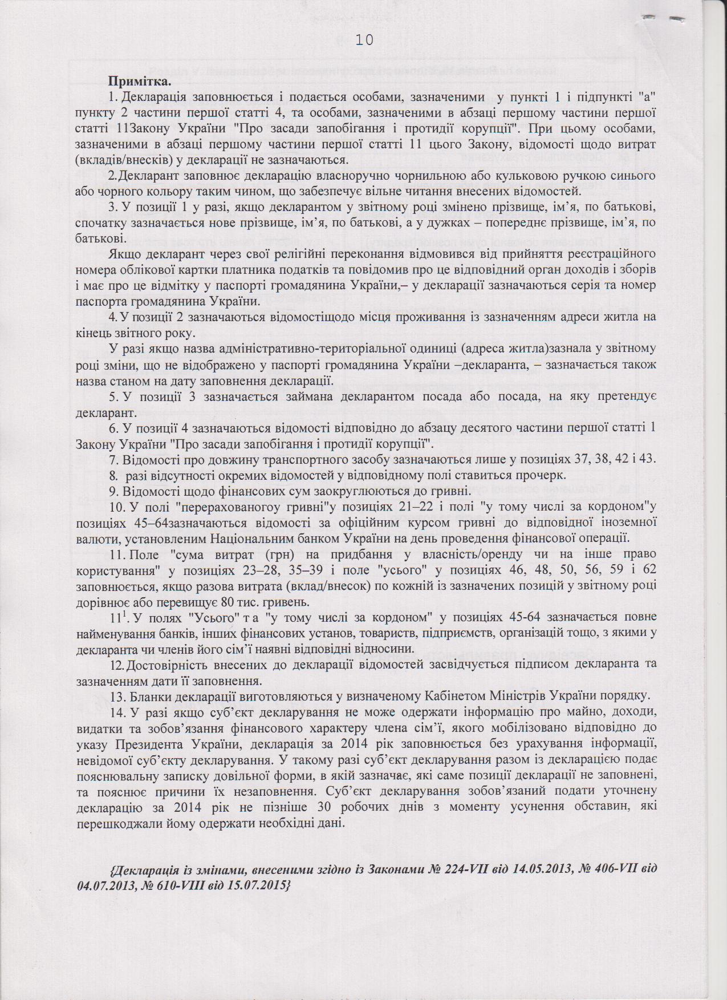 10
Примітка.
1. Декларація заповнюється і подається особами, зазначеними у пункті 1 і підпункті "а"
пункту 2 частини першої статті 4, та особами, зазначеними в абзаці першому частини першої
статті 11Закону України "Про засади запобігання і протидії корупції". При цьому особами,
зазначеними в абзаці першому частини першої статті 11 цього Закону, відомості щодо витрат
(вкладів/внесків) у декларації не зазначаються.
2.Декларант заповнює декларацію власноручно чорнильною або кульковою ручкою синього
або чорного кольору таким чином, що забезпечує вільне читання внесених відомостей.
3. У позиції 1 у разі, якщо декларантом у звітному році змінено прізвище, ім’я, по батькові,
спочатку зазначається нове прізвище, ім’я, по батькові, а у дужках – попереднє прізвище, ім’я, по
батькові.
Якщо декларант через свої релігійні переконання відмовився від прийняття реєстраційного
номера облікової картки платника податків та повідомив про це відповідний орган доходів і зборів
і має про це відмітку у паспорті громадянина України,– у декларації зазначаються серія та номер
паспорта громадянина України.
4. У позиції 2 зазначаються відомостіщодо місця проживання із зазначенням адреси житла на
кінець звітного року.
У разі якщо назва адміністративно-територіальної одиниці (адреса житла)зазнала у звітному
році зміни, що не відображено у паспорті громадянина України –декларанта, – зазначається також
назва станом на дату заповнення декларації.
5. У позиції 3 зазначається займана декларантом посада або посада, на яку претендує
декларант.
6. У позиції 4 зазначаються відомості відповідно до абзацу десятого частини першої статті 1
Закону України "Про засади запобігання і протидії корупції".
7. Відомості про довжину транспортного засобу зазначаються лише у позиціях 37, 38, 42 і 43.
8. разі відсутності окремих відомостей у відповідному полі ставиться прочерк.
9. Відомості щодо фінансових сум заокруглюються до гривні.
10. У полі "перерахованогоу гривні"у позиціях 21–22 і полі "у тому числі за кордоном"у
позиціях 45–64зазначаються відомості за офіційним курсом гривні до відповідної іноземної
валюти, установленим Національним банком України на день проведення фінансової операції.
11. Поле "сума витрат (грн) на придбання у власність/оренду чи на інше право
користування" у позиціях 23–28, 35–39 і поле "усього" у позиціях 46, 48, 50, 56, 59 і 62
заповнюється, якщо разова витрата (вклад/внесок) по кожній із зазначених позицій у звітному році
дорівнює або перевищує 80 тис. гривень.
11¹. У полях "Усього" т а "у тому числі за кордоном" у позиціях 45-64 зазначається повне
найменування банків, інших фінансових установ, товариств, підприємств, організацій тощо, з якими у
декларанта чи членів його сім’ї наявні відповідні відносини.
12.Достовірність внесених до декларації відомостей засвідчується підписом декларанта та
зазначенням дати її заповнення.
13. Бланки декларації виготовляються у визначеному Кабінетом Міністрів України порядку.
14. У разі якщо суб’єкт декларування не може одержати інформацію про майно, доходи,
видатки та зобов’язання фінансового характеру члена сім’ї, якого мобілізовано відповідно до
указу Президента України, декларація за 2014 рік заповнюється без урахування інформації,
невідомої суб’єкту декларування. У такому разі суб’єкт декларування разом із декларацією подає
пояснювальну записку довільної форми, в якій зазначає, які саме позиції декларації не заповнені,
та пояснює причини їх незаповнення. Суб’єкт декларування зобов’язаний подати уточнену
декларацію за 2014 рік не пізніше 30 робочих днів з моменту усунення обставин, які
перешкоджали йому одержати необхідні дані.
{Декларація із змінами, внесеними згідно із Законами № 224-VII від 14.05.2013, № 406-VII від
04.07.2013, № 610-VIII від 15.07.2015}